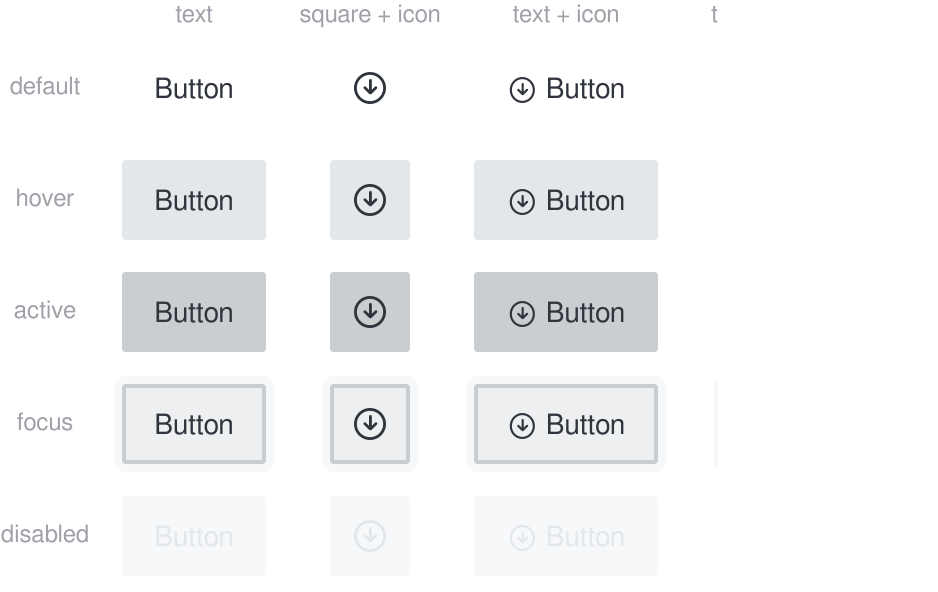 text square + icon text + icon t
default Button Button
hover Button Button
active Button Button
focus Button Button
disabled Button Button